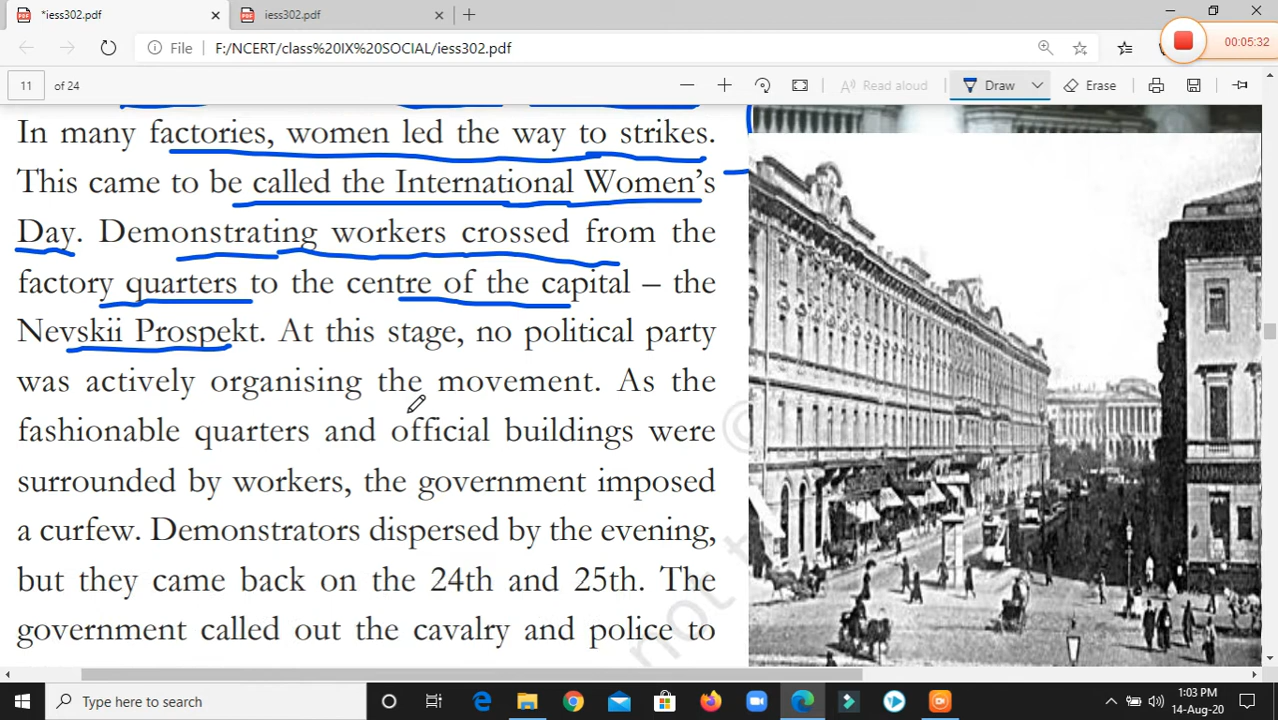 *iess302.pdf
iess302.pdf
File
F:/NCERT/class%20IX%20SOCIAL/iess302.pdf
00:05:32
11 of 24
Read aloud
Draw
Erase
In many factories, women led the way to strikes.
This came to be called the International Women's
Day. Demonstrating workers crossed from the
factory quarters to the centre of the capital – the
Nevskii Prospekt. At this stage, no political party
was actively organising the movement. As the
fashionable quarters and official buildings were
surrounded by workers, the government imposed
a curfew. Demonstrators dispersed by the evening,
but they came back on the 24th and 25th. The
government called out the cavalry and police to
©
not
Type here to search
1:03 PM
14-Aug-20